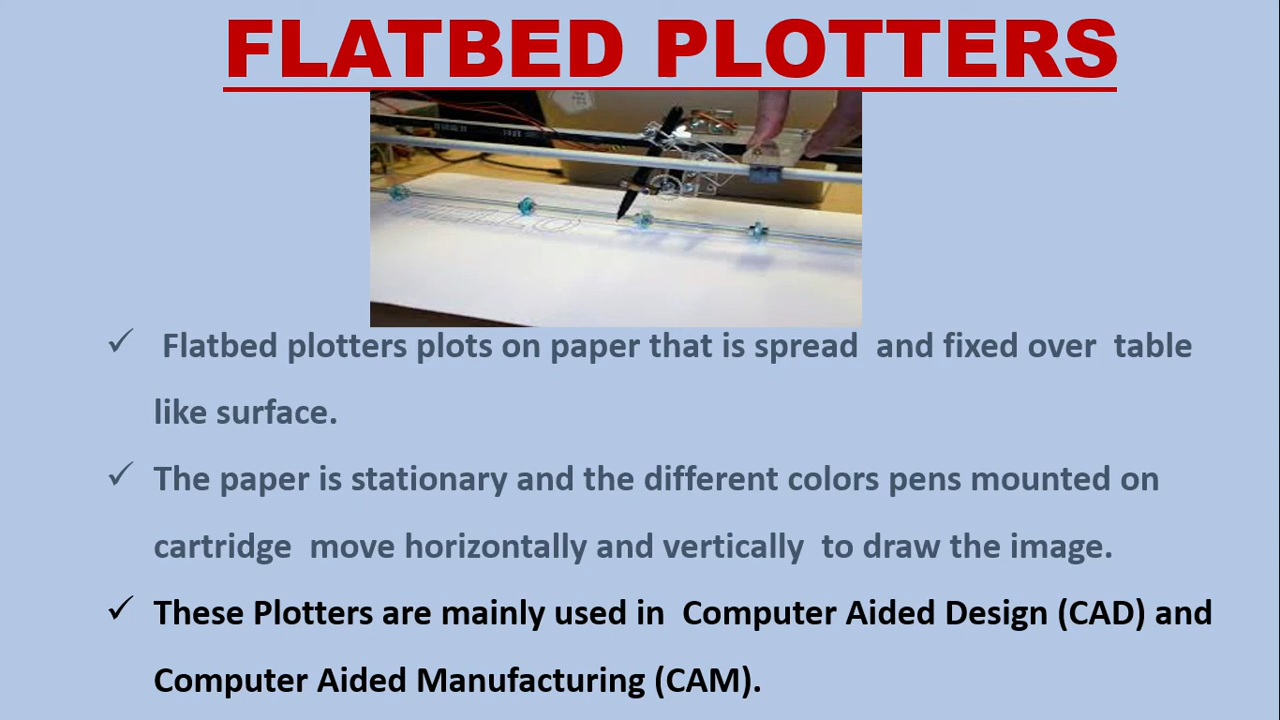 FLATBED PLOTTERS
✓ Flatbed plotters plots on paper that is spread and fixed over table
like surface.
✓ The paper is stationary and the different colors pens mounted on
cartridge move horizontally and vertically to draw the image.
✓ These Plotters are mainly used in Computer Aided Design (CAD) and
Computer Aided Manufacturing (CAM).